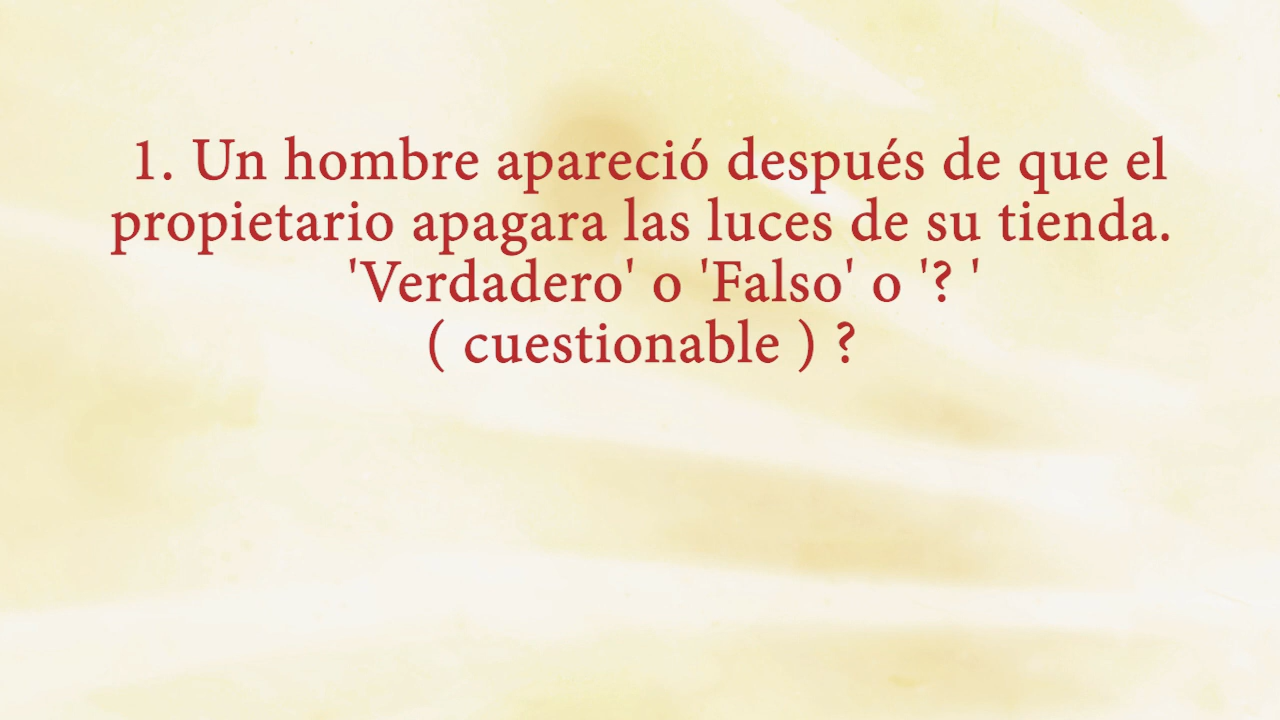 1. Un hombre apareció después de que el
propietario apagara las luces de su tienda.
'Verdadero' o 'Falso' o '? '
( cuestionable ) ?